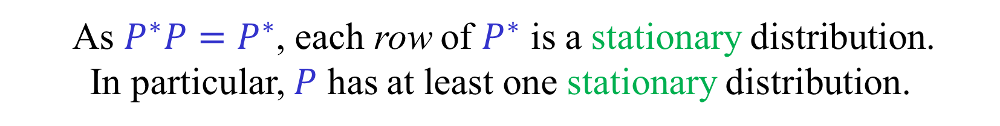 As P*P = P*, each row of P* is a stationary distribution.
In particular, P has at least one stationary distribution.